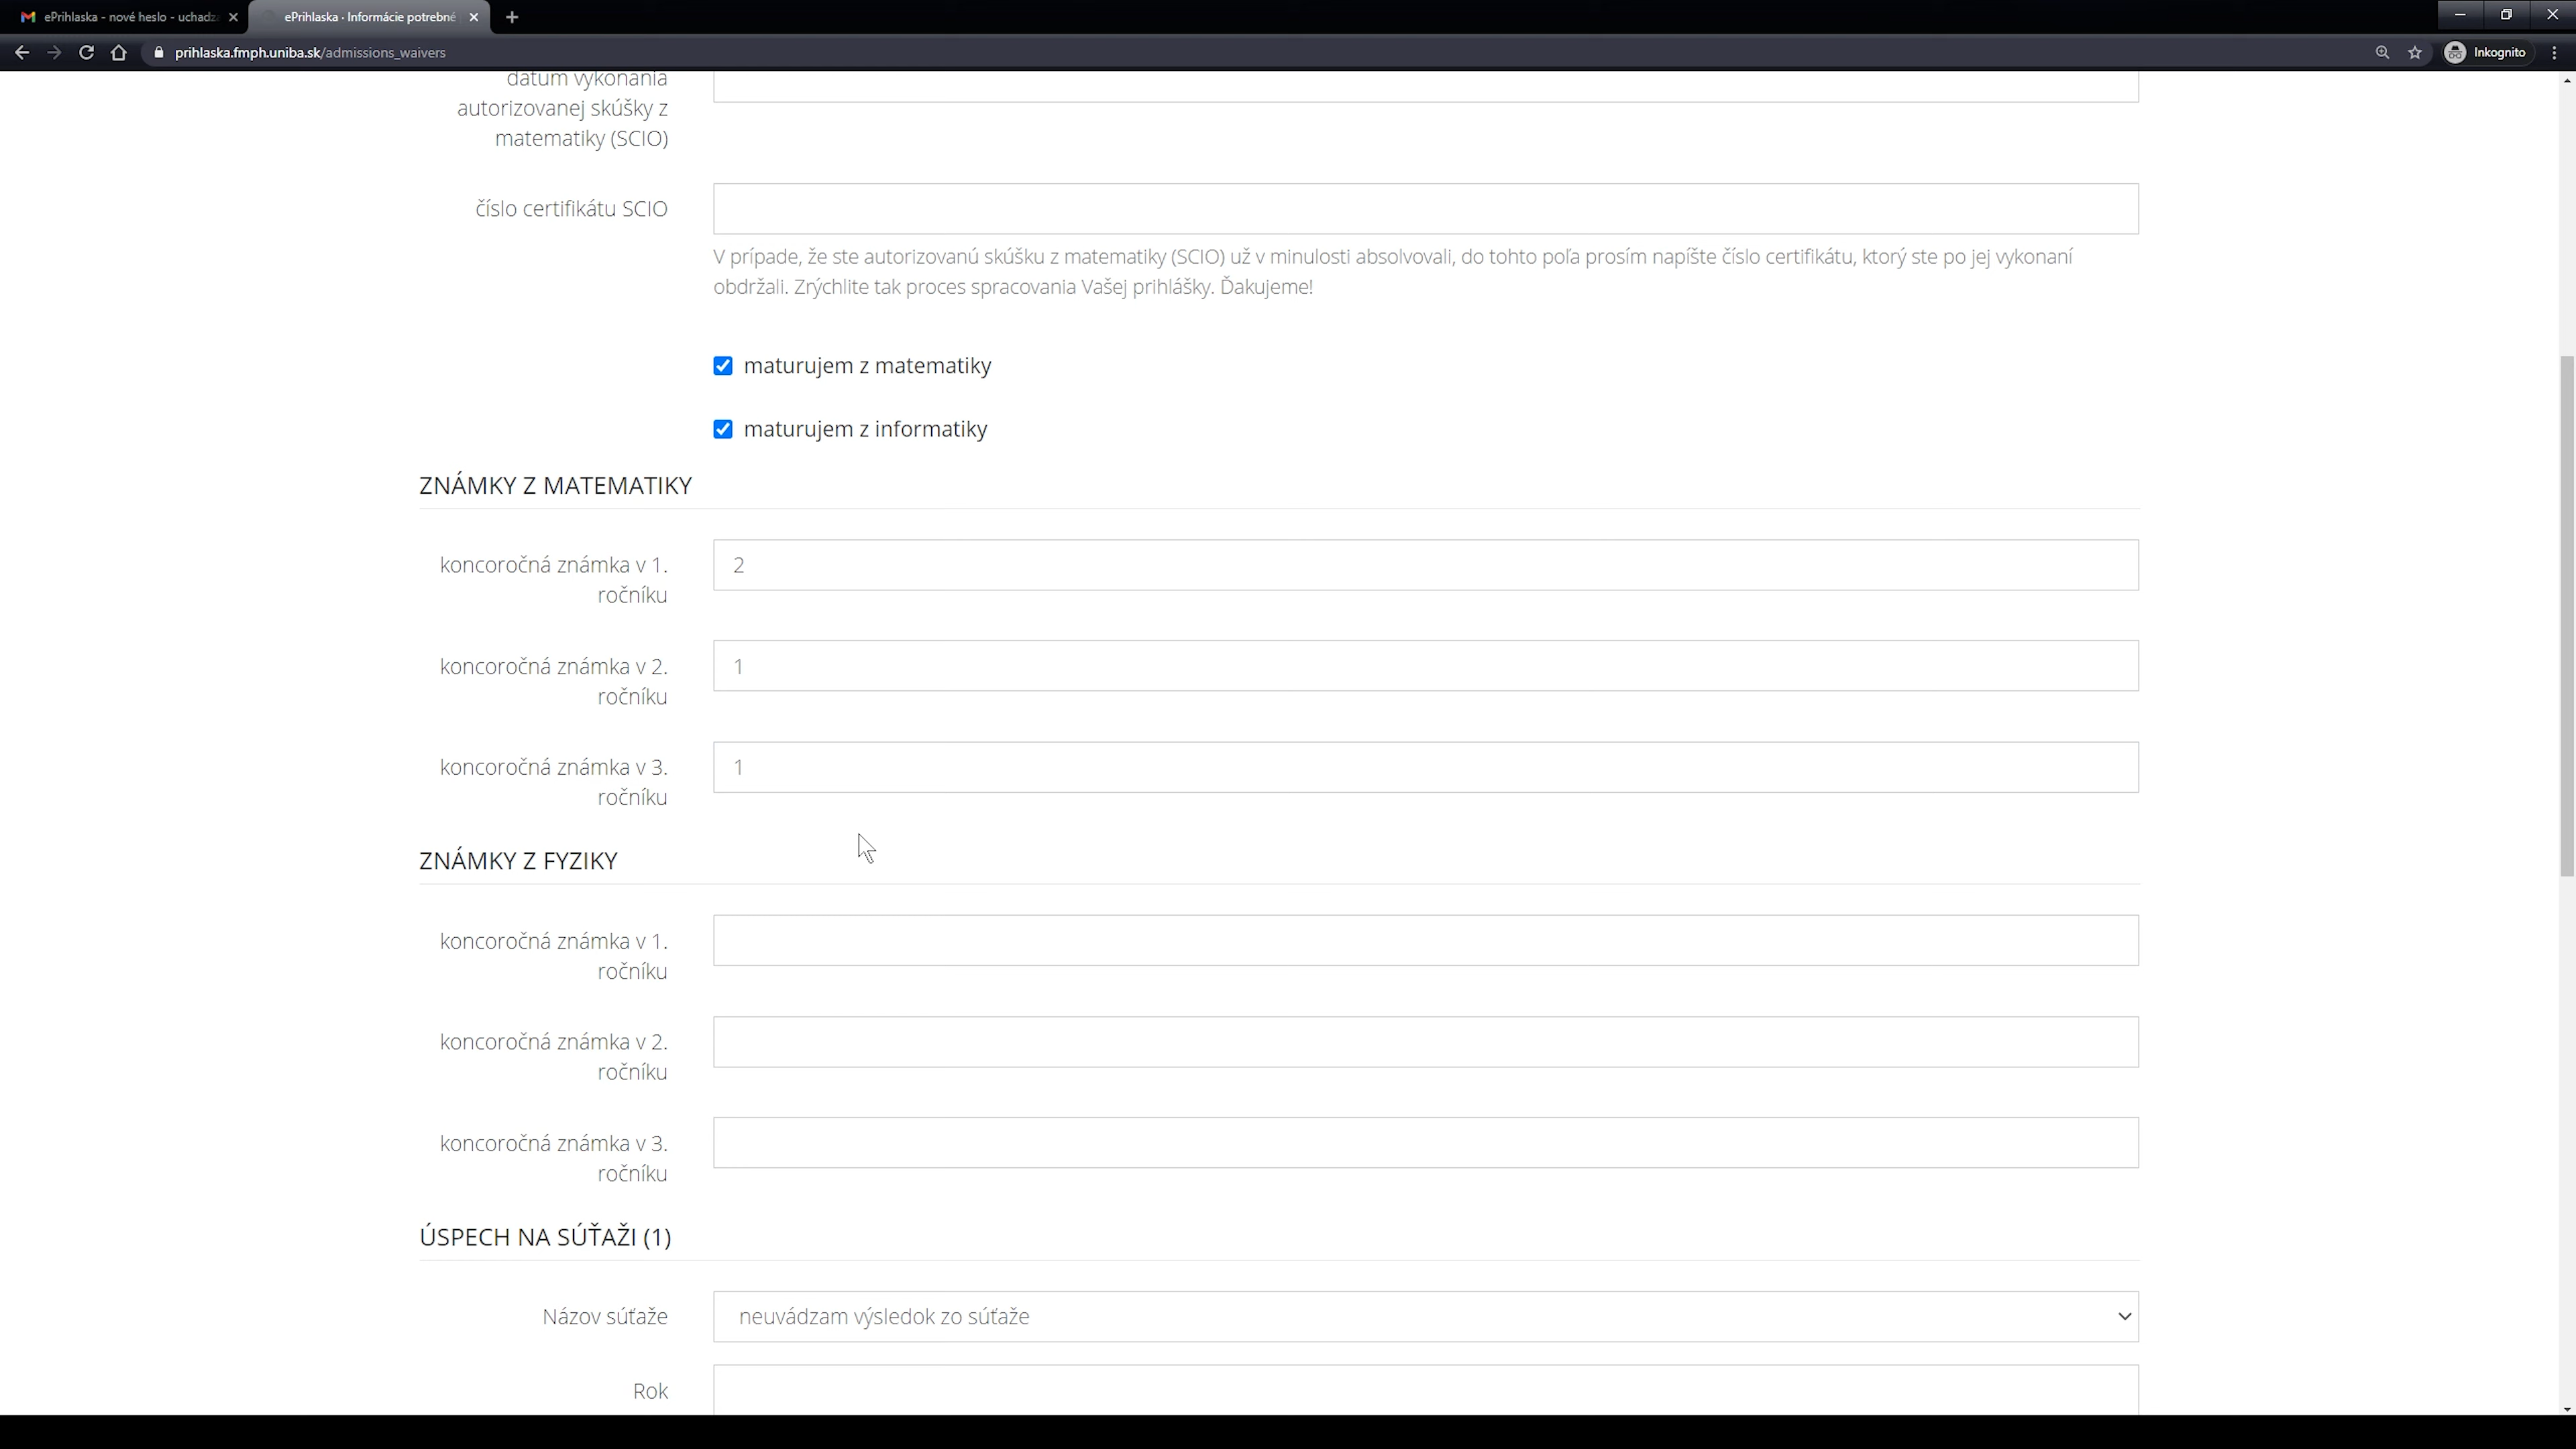 ePrihlaska - nové heslo - uchadz
ePrihlaska · Informácie potrebné
prihlaska.fmph.uniba.sk/admissions_waivers
Inkognito
dátum vykonania
autorizovanej skúšky z
matematiky (SCIO)
číslo certifikátu SCIO
V prípade, že ste autorizovanú skúšku z matematiky (SCIO) už v minulosti absolvovali, do tohto poľa prosím napíšte číslo certifikátu, ktorý ste po jej vykonaní
obdržali. Zrýchlite tak proces spracovania Vašej prihlášky. Ďakujeme!
maturujem z matematiky
maturujem z informatiky
ZNÁMKY Z MATEMATIKY
koncoročná známka v 1.
ročníku
2
koncoročná známka v 2.
ročníku
1
koncoročná známka v 3.
ročníku
1
ZNÁMKY Z FYZIKY
koncoročná známka v 1.
ročníku
koncoročná známka v 2.
ročníku
koncoročná známka v 3.
ročníku
ÚSPECH NA SÚŤAŽI (1)
Názov súťaže
neuvádzam výsledok zo súťaže
Rok